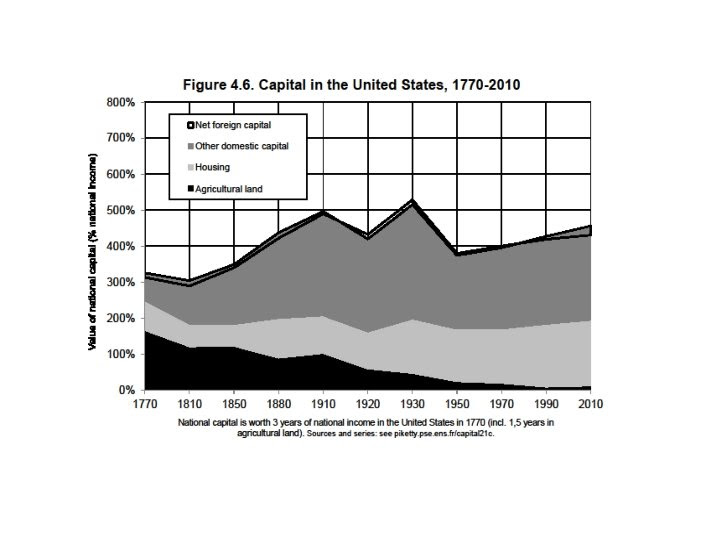 Figure 4.6. Capital in the United States, 1770-2010
800%
700%
600%
500%
400%
300%
200%
100%
0%
Value of national capital (% national income)
Net foreign capital
Other domestic capital
Housing
Agricultural land
1770 1810 1850 1880 1910 1920 1930 1950 1970 1990 2010
National capital is worth 3 years of national income in the United States in 1770 (incl. 1,5 years in
agricultural land). Sources and series: see piketty.pse.ens.fr/capital21c.